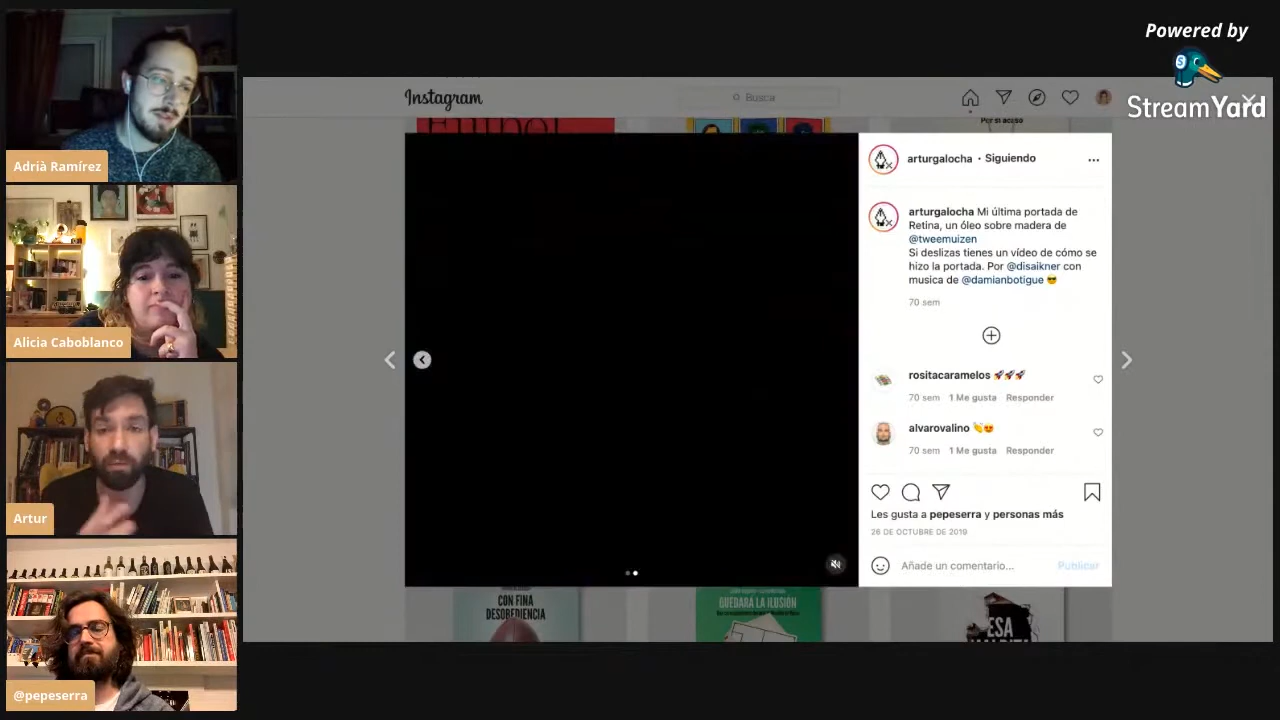 Powered by
StreamYard
Adrià Ramírez
Alicia Caboblanco
Artur
@pepeserra
Instagram
Busca
Por si acaso
arturgalocha • Siguiendo
arturgalocha Mi última portada de
Retina, un óleo sobre madera de
@tweemuizen
Si deslizas tienes un vídeo de cómo se
hizo la portada. Por @disaikner con
musica de @damianbotigue 😎
70 sem
rositacaramelos 🚀🚀🚀
70 sem 1 Me gusta Responder
alvarovalino 👏😍
70 sem 1 Me gusta Responder
Les gusta a pepeserra y personas más
26 DE OCTUBRE DE 2019
Añade un comentario... Publicar
CON FINA
DESOBEDIENCIA
QUEDARÁ LA ILUSIÓN
ESA